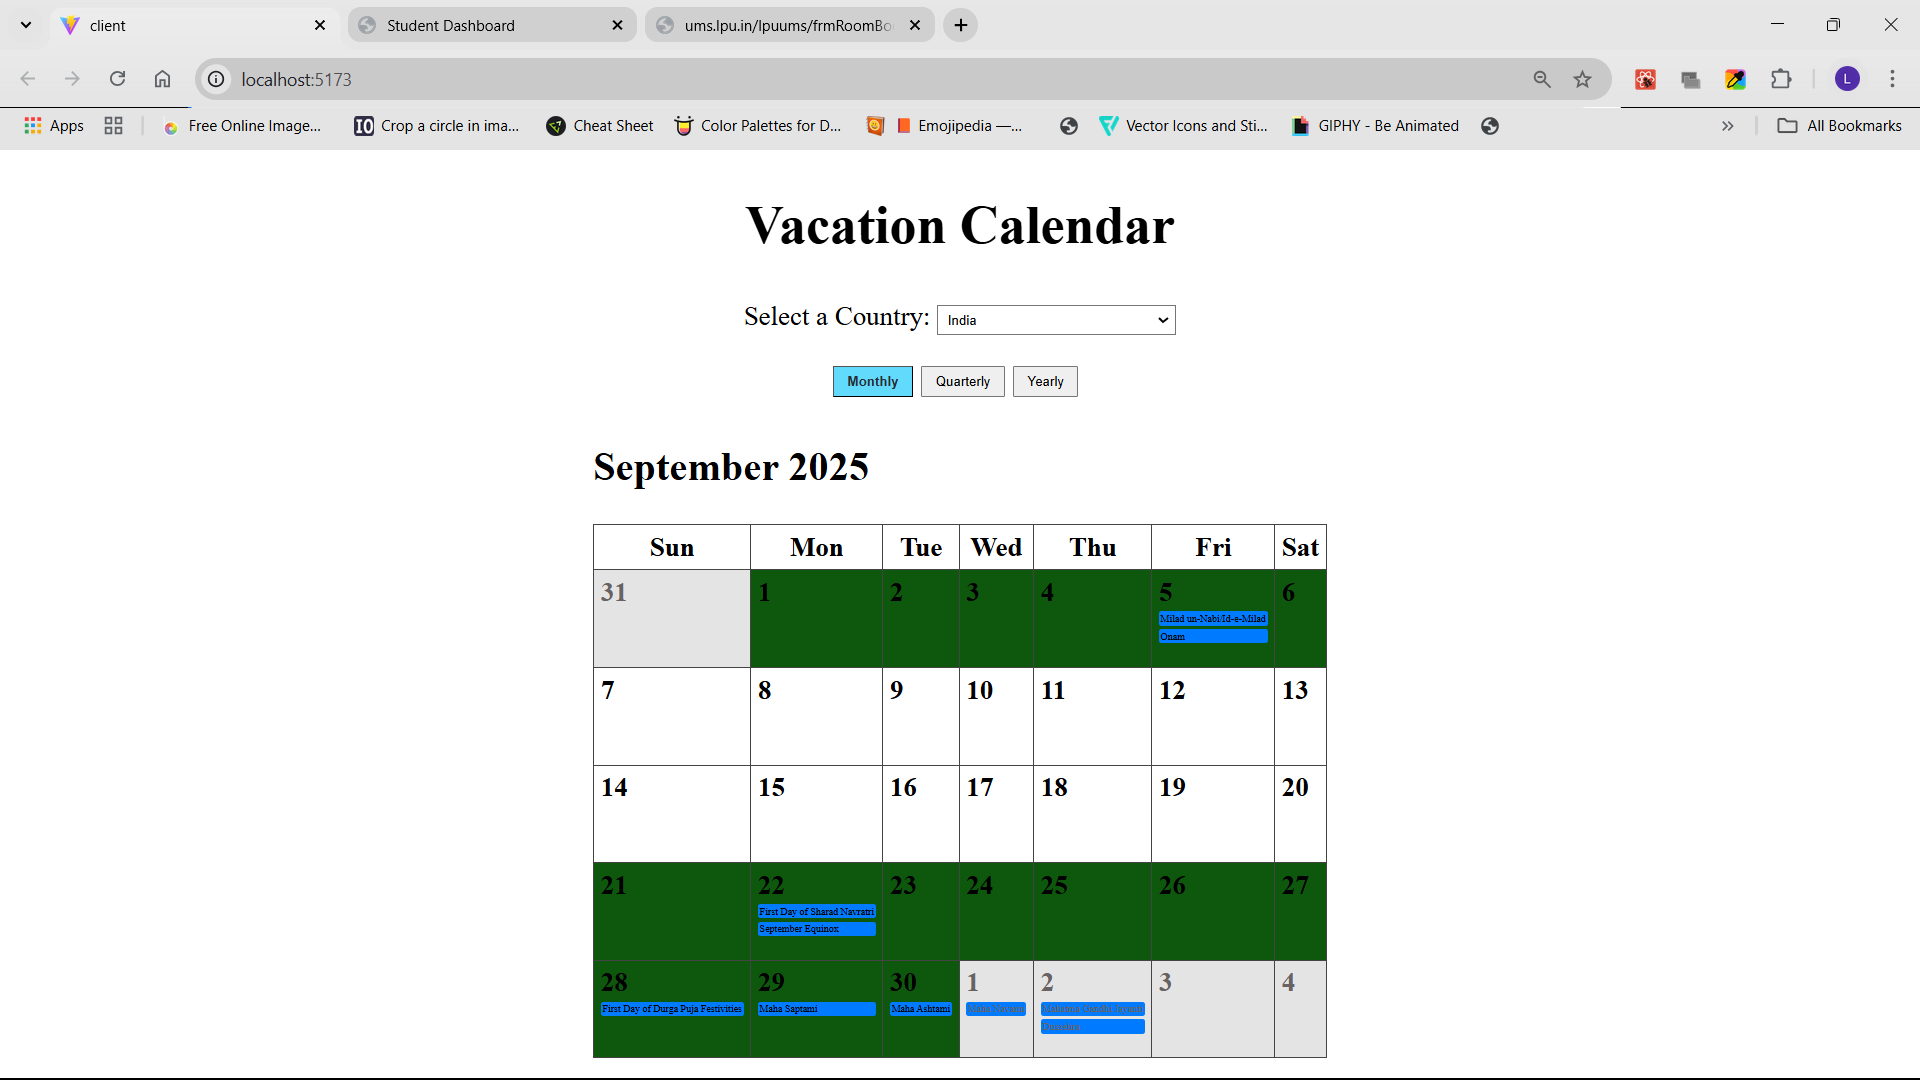 client
Student Dashboard
ums.lpu.in/lpuums/frmRoomBo
localhost:5173
L
Apps
Free Online Image...
Crop a circle in ima...
Cheat Sheet
Color Palettes for D...
Emojipedia —...
Vector Icons and Sti...
GIPHY - Be Animated
All Bookmarks
Vacation Calendar
Select a Country: India
Monthly Quarterly Yearly
September 2025
Sun Mon Tue Wed Thu Fri Sat
31 1 2 3 4 5 6
Milad un-Nabi/Id-e-Milad
Onam
7 8 9 10 11 12 13
14 15 16 17 18 19 20
21 22 23 24 25 26 27
First Day of Sharad Navratri
September Equinox
28 29 30 1 2 3 4
First Day of Durga Puja Festivities Maha Saptami Maha Ashtami Maha Navami Mahatma Gandhi Jayanti